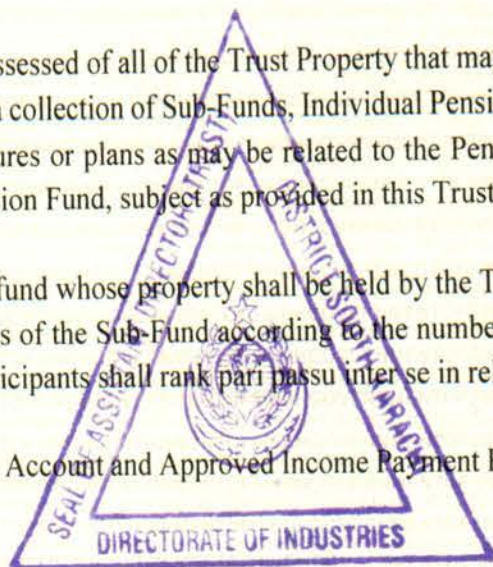 ssessed of all of the Trust Property that ma
collection of Sub-Funds, Individual Pensi
ures or plans as may be related to the Pen
sion Fund, subject as provided in this Trust
fund whose property shall be held by the T
s of the Sub-Fund according to the numbe
icipants shall rank pari passu inter se in re
Account and Approved Income Payment
SEAL OF ASSISTANT DIRECTOR (TRUST)
DISTRICT SOUTH KARACHI
DIRECTORATE OF INDUSTRIES